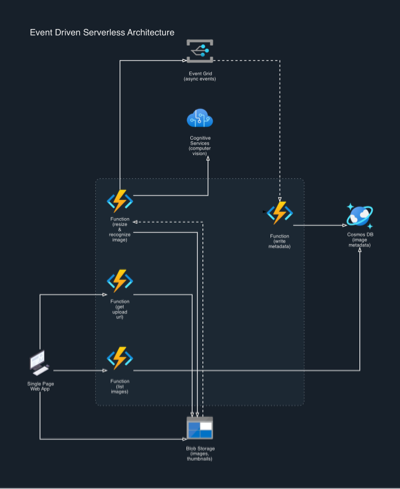 Event Driven Serverless Architecture
Event Grid
(async events)
Cognitive
Services
(computer
vision)
Function
(resize
&
recognize
image)
Function
(write
metadata)
Cosmos DB
(image
metadata)
Function
(get
upload
url)
Single Page
Web App
Function
(list
images)
Blob Storage
(images,
thumbnails)